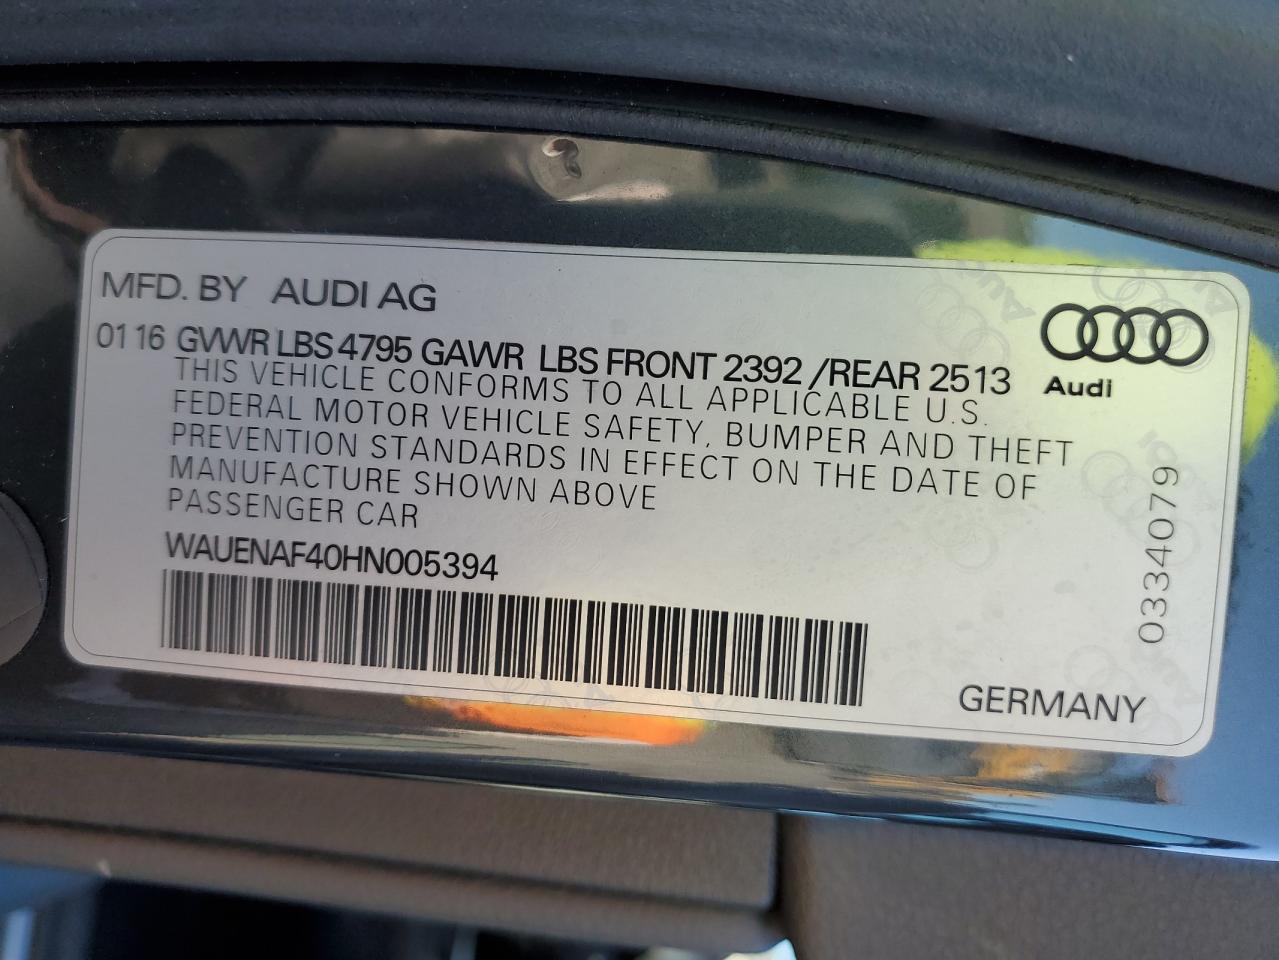 MFD. BY AUDI AG
0116 GVWR LBS 4795 GAWR LBS FRONT 2392 /REAR 2513
THIS VEHICLE CONFORMS TO ALL APPLICABLE U.S.
FEDERAL MOTOR VEHICLE SAFETY, BUMPER AND THEFT
PREVENTION STANDARDS IN EFFECT ON THE DATE OF
MANUFACTURE SHOWN ABOVE
PASSENGER CAR
WAUENAF40HN005394
Audi
0334079
GERMANY